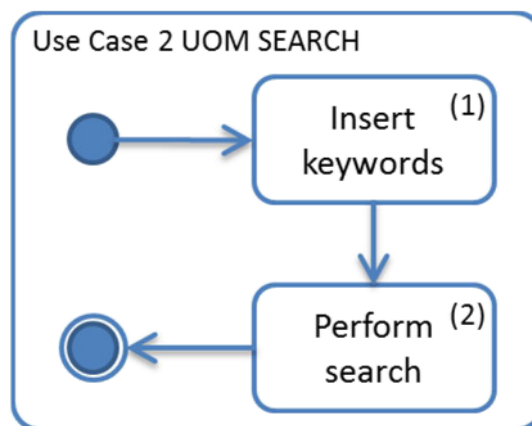 Use Case 2 UOM SEARCH
Insert (1)
keywords
Perform (2)
search